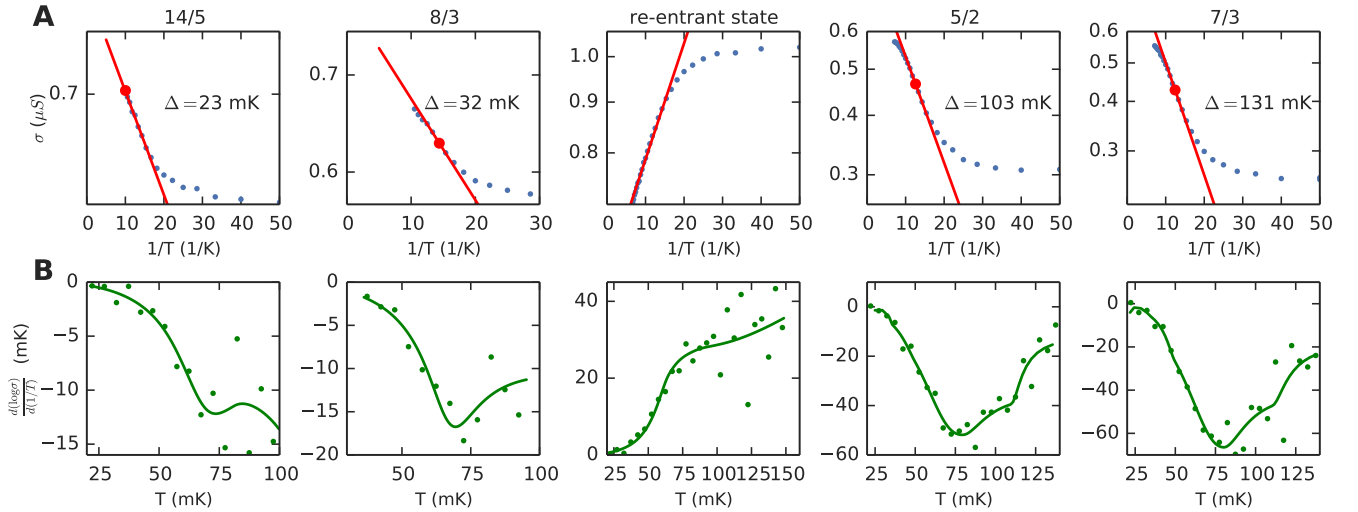 A
14/5
8/3
re-entrant state
5/2
7/3
σ (μS)
0.7
Δ = 23 mK
0 10 20 30 40 50
1/T (1/K)
0.7
0.6
Δ = 32 mK
0 5 10 15 20 25 30
1/T (1/K)
1.0
0.9
0.8
0 10 20 30 40 50
1/T (1/K)
0.6
0.5
0.4
0.3
Δ = 103 mK
0 10 20 30 40 50
1/T (1/K)
0.6
0.5
0.4
0.3
Δ = 131 mK
0 10 20 30 40 50
1/T (1/K)
B
d(logσ)/d(1/T) (mK)
0
−5
−10
−15
25 50 75 100
T (mK)
0
−5
−10
−15
−20
50 75 100
T (mK)
40
20
0
25 50 75 100 125 150
T (mK)
0
−20
−40
−60
25 50 75 100 125
T (mK)
0
−20
−40
−60
25 50 75 100 125
T (mK)